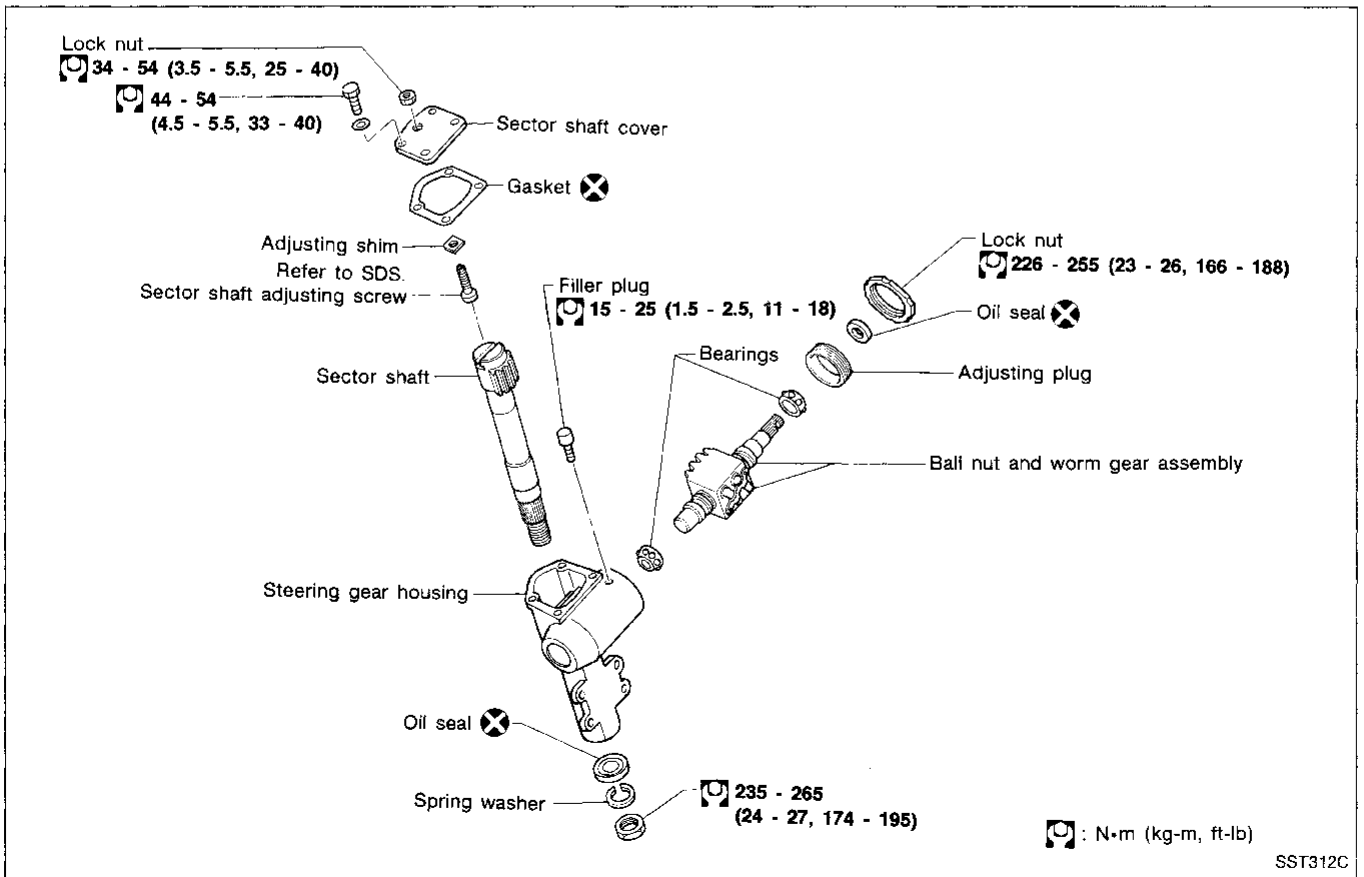 Lock nut
34 - 54 (3.5 - 5.5, 25 - 40)
44 - 54
(4.5 - 5.5, 33 - 40)
Sector shaft cover
Gasket
Adjusting shim
Refer to SDS.
Sector shaft adjusting screw
Filler plug
15 - 25 (1.5 - 2.5, 11 - 18)
Lock nut
226 - 255 (23 - 26, 166 - 188)
Oil seal
Bearings
Adjusting plug
Sector shaft
Ball nut and worm gear assembly
Steering gear housing
Oil seal
Spring washer
235 - 265
(24 - 27, 174 - 195)
: N•m (kg-m, ft-lb)
SST312C